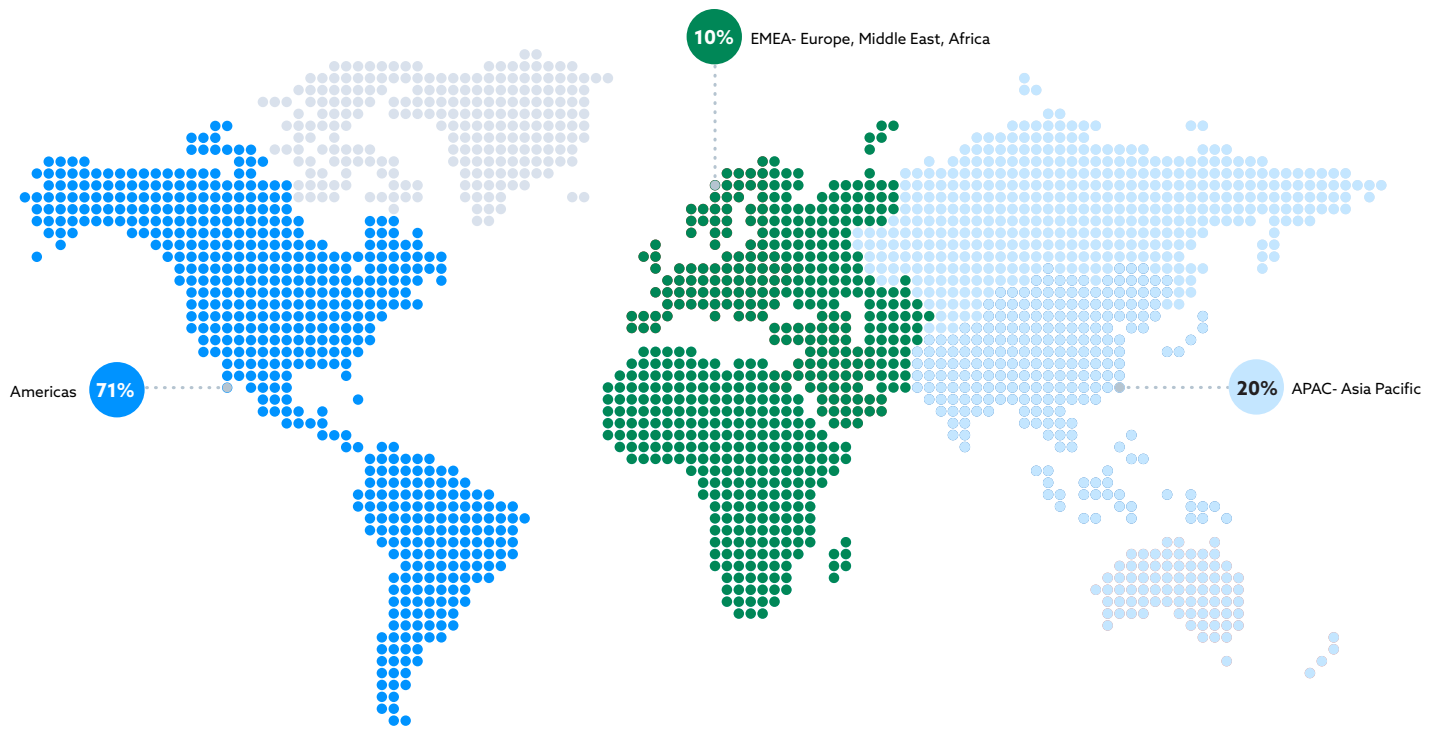 10% EMEA- Europe, Middle East, Africa
Americas 71%
20% APAC- Asia Pacific